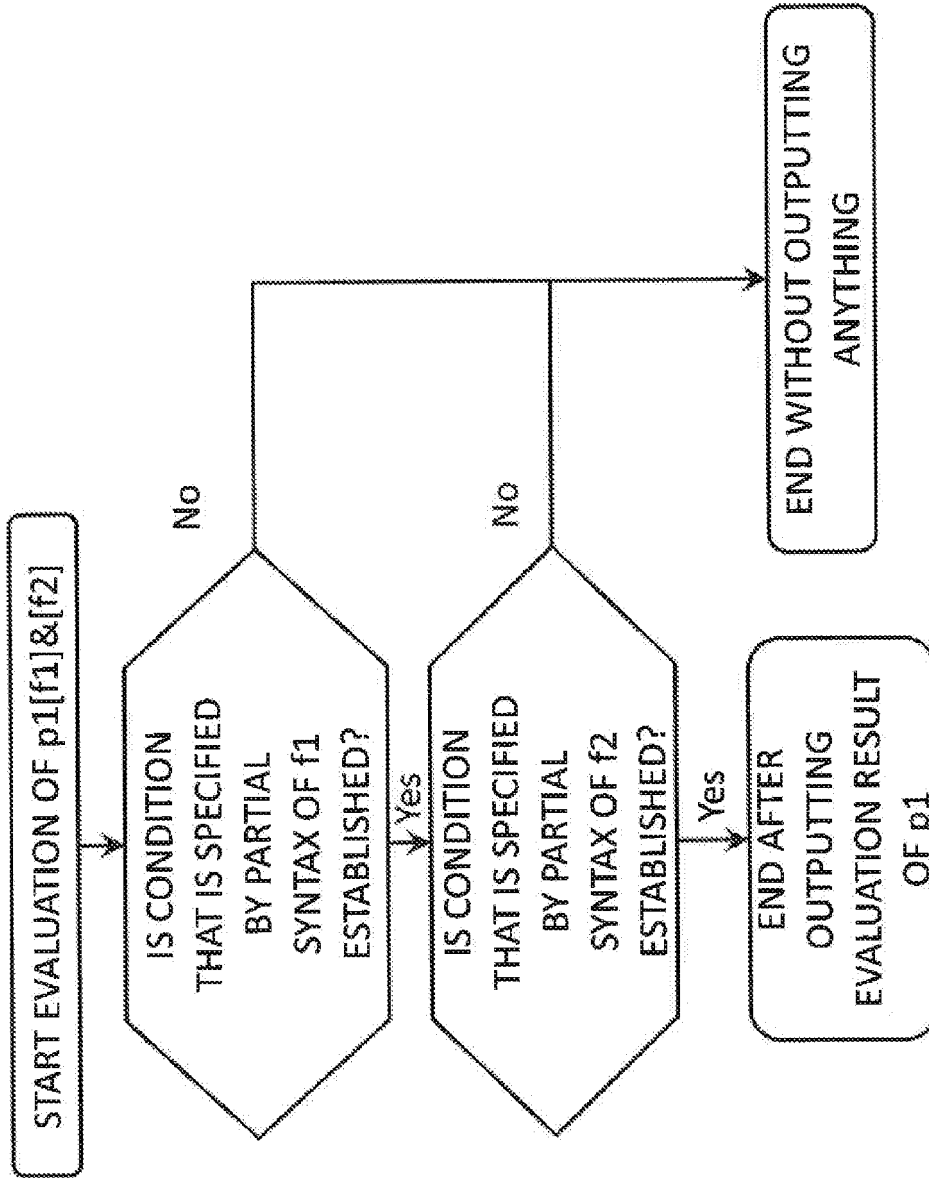 START EVALUATION OF p1[f1]&[f2]
IS CONDITION
THAT IS SPECIFIED
BY PARTIAL
SYNTAX OF f1
ESTABLISHED?
No
Yes
IS CONDITION
THAT IS SPECIFIED
BY PARTIAL
SYNTAX OF f2
ESTABLISHED?
No
Yes
END AFTER
OUTPUTTING
EVALUATION RESULT
OF p1
END WITHOUT OUTPUTTING
ANYTHING